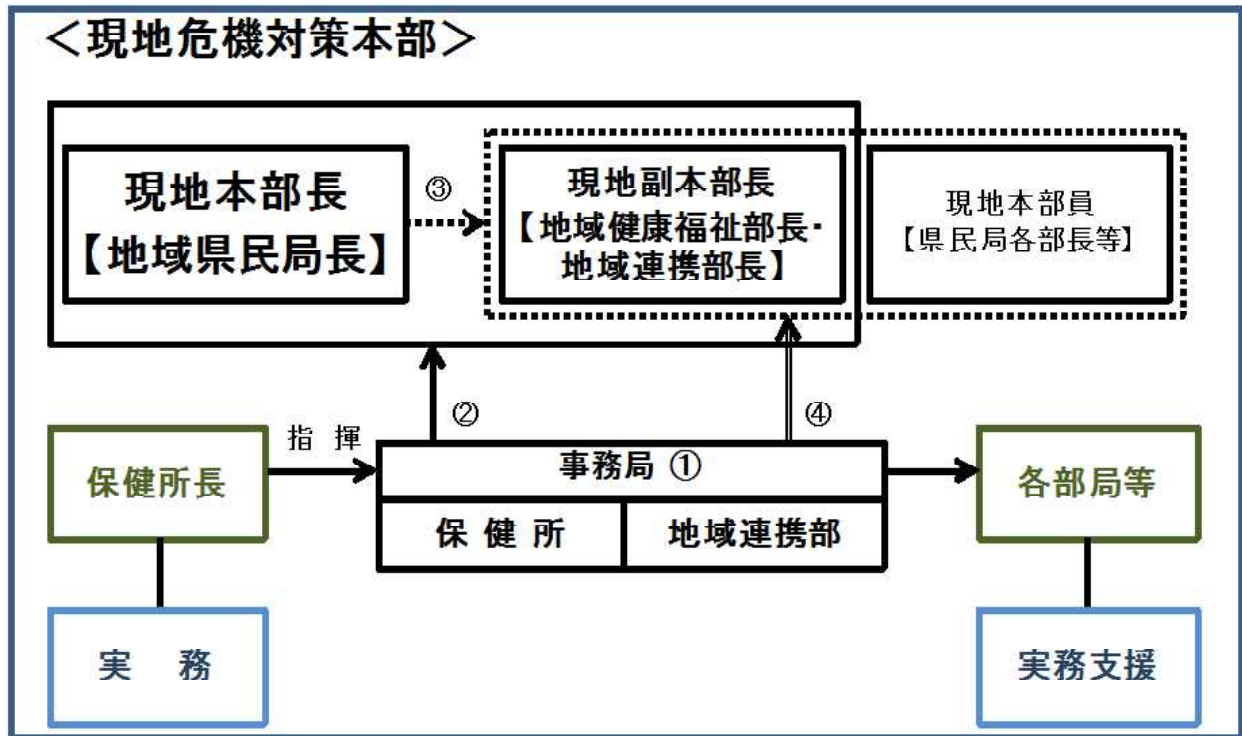 ＜現地危機対策本部＞
現地本部長
【地域県民局長】
③
現地副本部長
【地域健康福祉部長・
地域連携部長】
現地本部員
【県民局各部長等】
②
④
保健所長
指 揮
事務局 ①
保 健 所
地域連携部
各部局等
実 務
実務支援